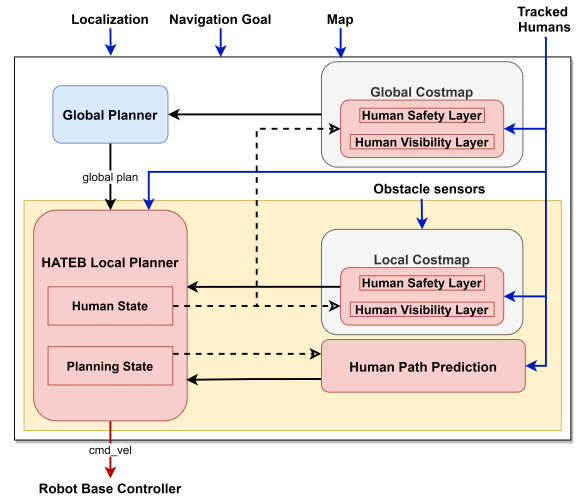 Localization
Navigation Goal
Map
Tracked
Humans
Global Costmap
Global Planner
Human Safety Layer
Human Visibility Layer
global plan
Obstacle sensors
HATEB Local Planner
Local Costmap
Human Safety Layer
Human State
Human Visibility Layer
Planning State
Human Path Prediction
cmd_vel
Robot Base Controller